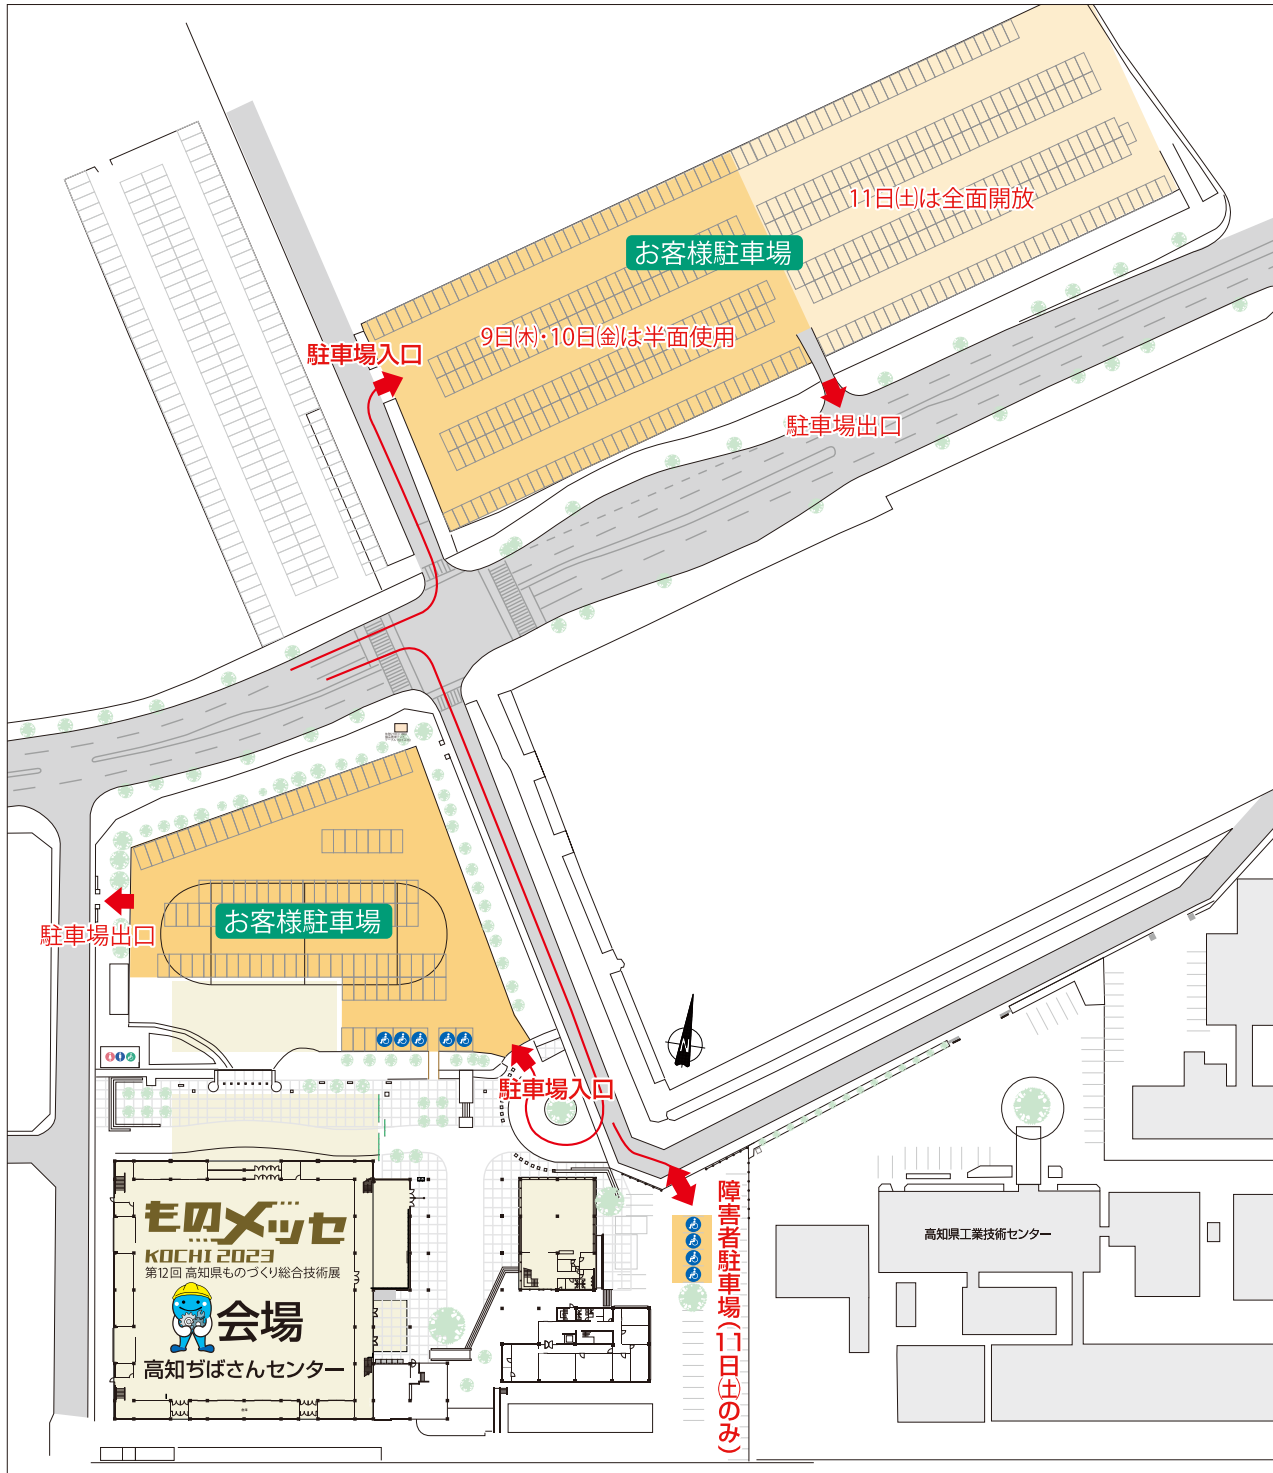 11日(土)は全面開放
お客様駐車場
9日(木)・10日(金)は半面使用
駐車場入口
駐車場出口
お客様駐車場
駐車場出口
駐車場入口
N
障害者駐車場(11日(土)のみ)
高知県工業技術センター
ものメッセ
KOCHI 2023
第12回 高知県ものづくり総合技術展
会場
高知ぢばさんセンター